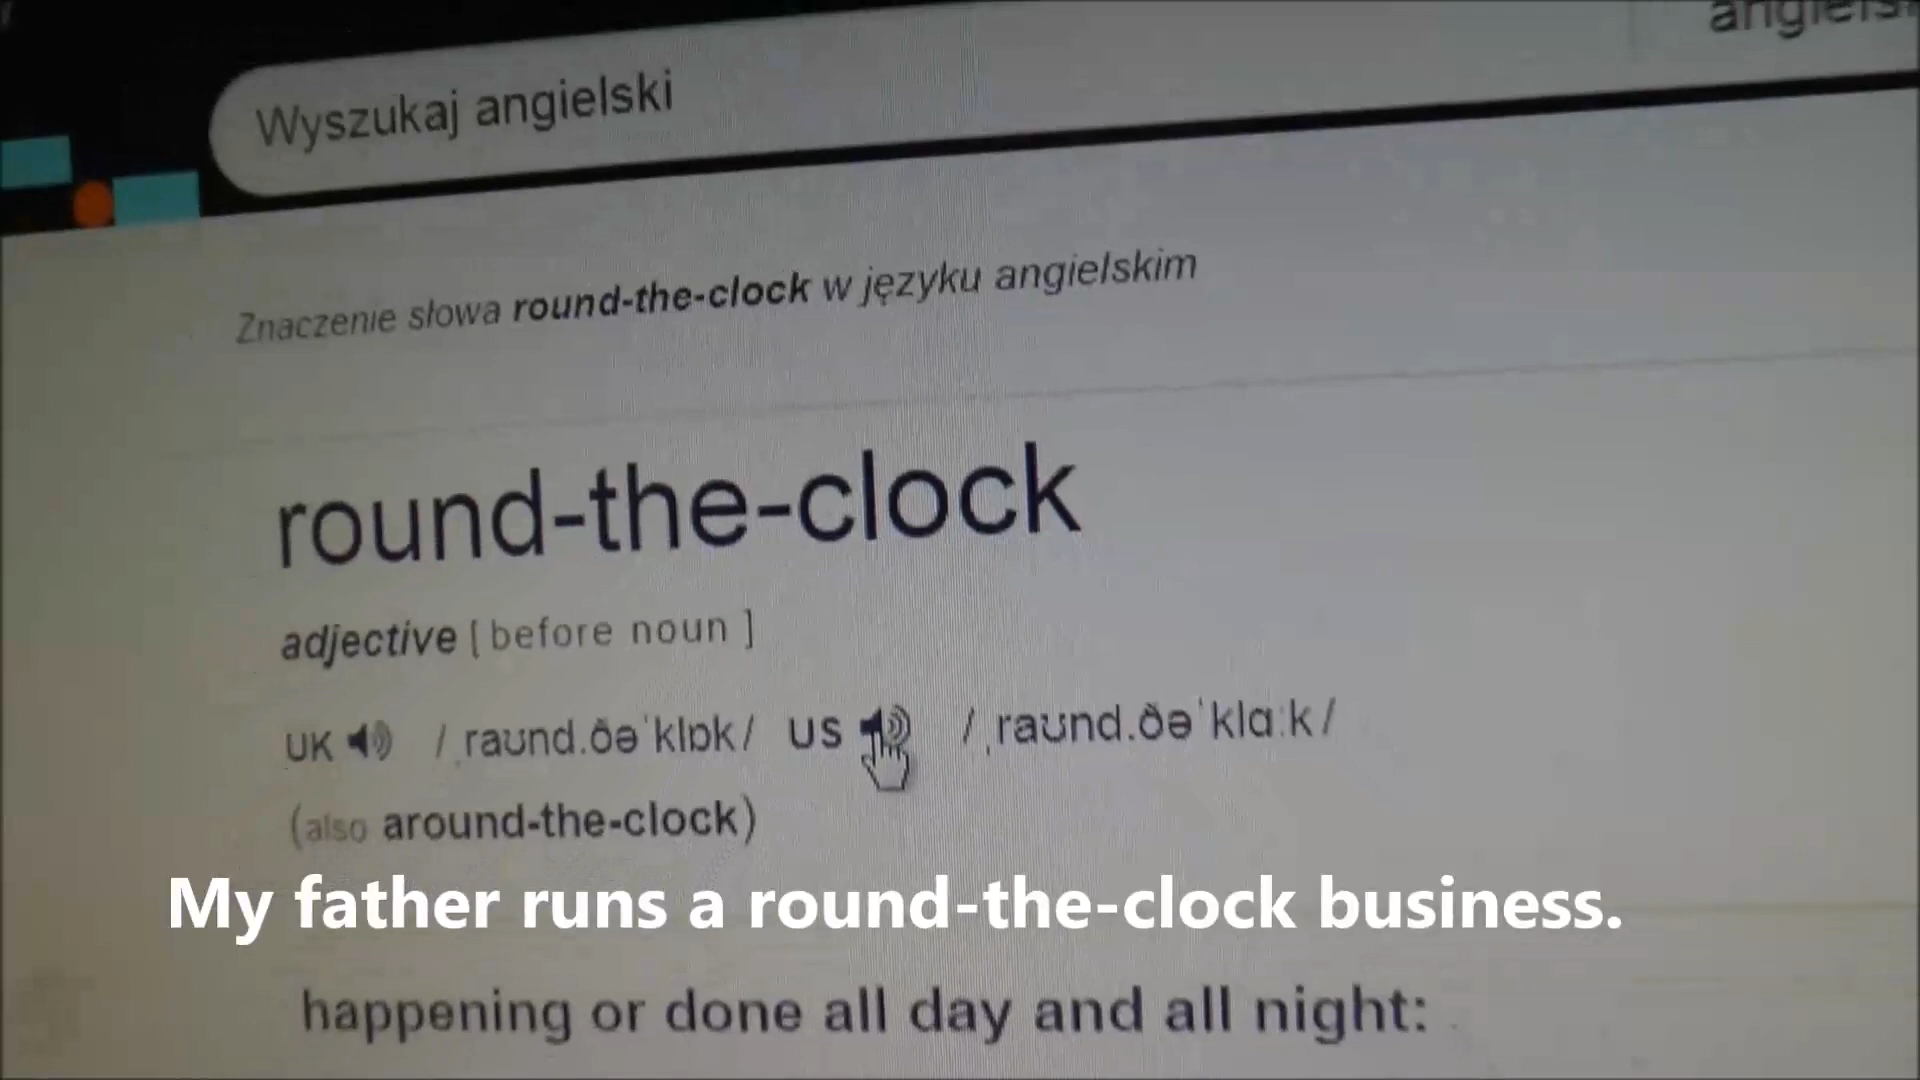 angiels
Wyszukaj angielski
Znaczenie słowa round-the-clock w języku angielskim
round-the-clock
adjective [ before noun ]
UK /ˌraʊnd.ðəˈklɒk/ US /ˌraʊnd.ðəˈklɑːk/
(also around-the-clock)
My father runs a round-the-clock business.
happening or done all day and all night: